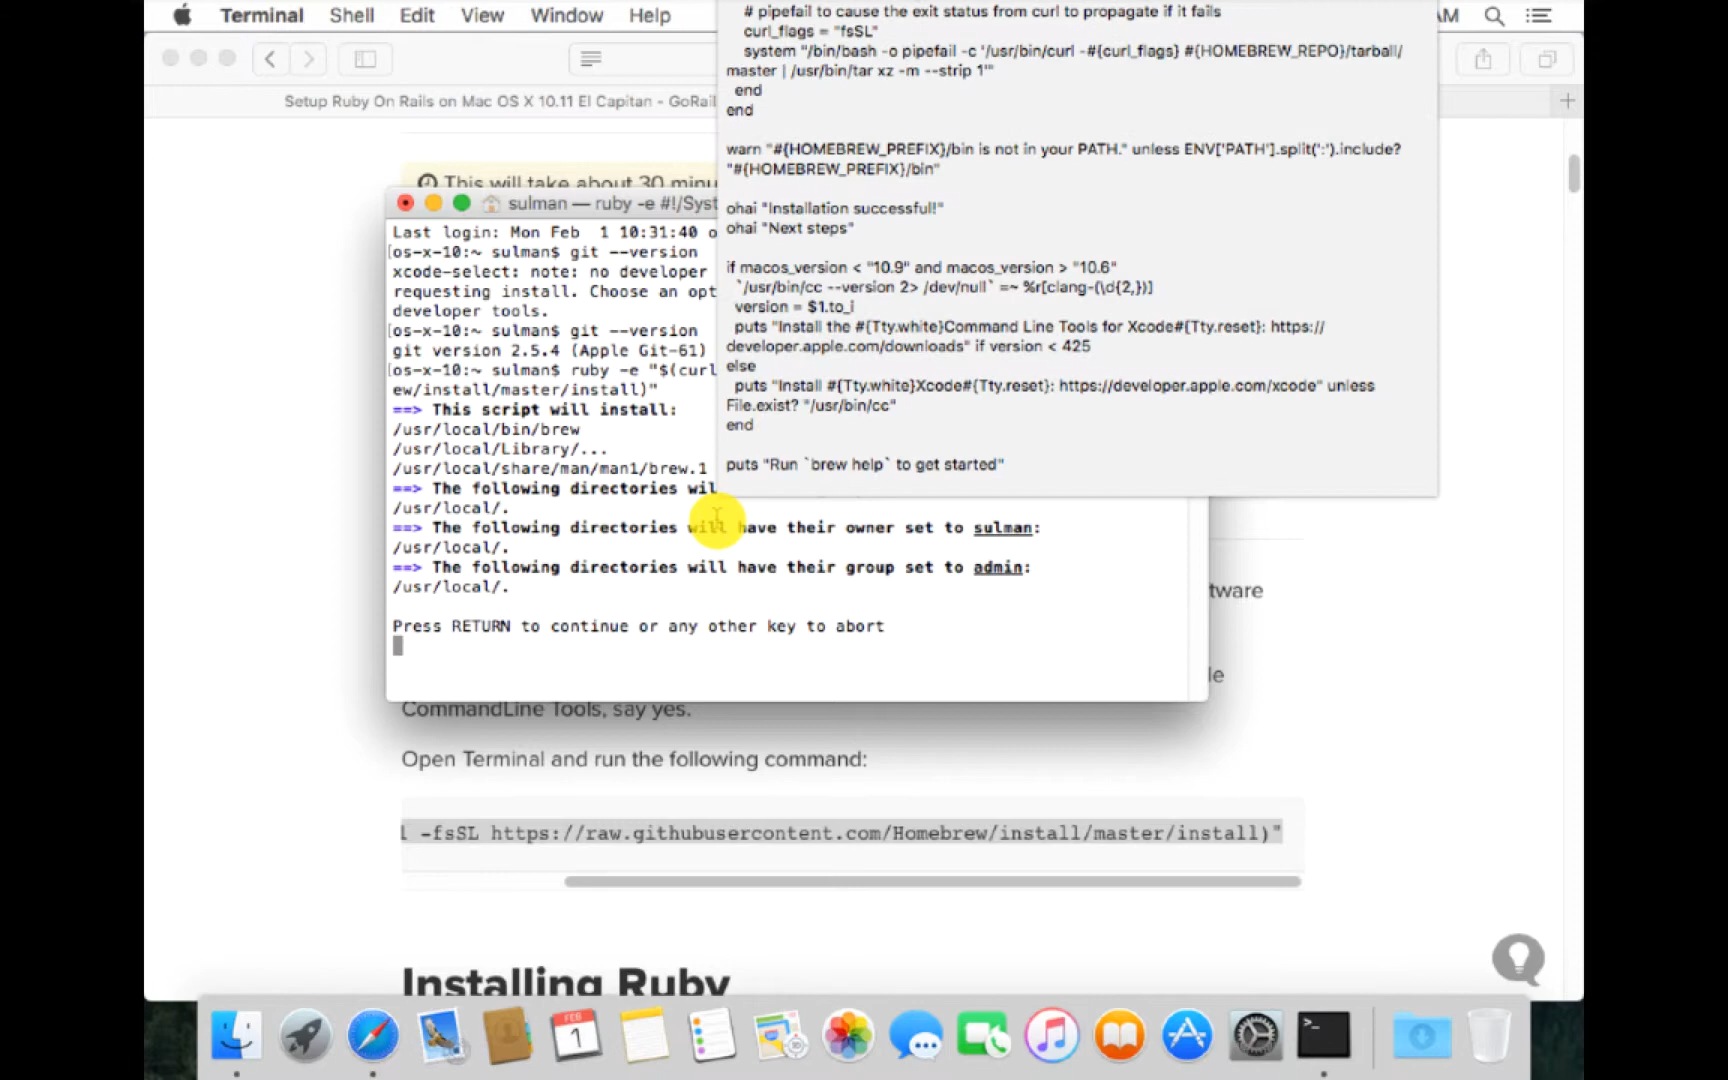 Terminal Shell Edit View Window Help
# pipefail to cause the exit status from curl to propagate if it fails
curl_flags = "fsSL"
system "/bin/bash -o pipefail -c '/usr/bin/curl -#{curl_flags} #{HOMEBREW_REPO}/tarball/
master | /usr/bin/tar xz -m --strip 1'"
end
end
warn "#{HOMEBREW_PREFIX}/bin is not in your PATH." unless ENV['PATH'].split(':').include?
"#{HOMEBREW_PREFIX}/bin"
ohai "Installation successful!"
ohai "Next steps"
if macos_version < "10.9" and macos_version > "10.6"
`/usr/bin/cc --version 2> /dev/null` =~ %r[clang-(\d{2,})]
version = $1.to_i
puts "Install the #{Tty.white}Command Line Tools for Xcode#{Tty.reset}: https://
developer.apple.com/downloads" if version < 425
else
puts "Install #{Tty.white}Xcode#{Tty.reset}: https://developer.apple.com/xcode" unless
File.exist? "/usr/bin/cc"
end
puts "Run `brew help` to get started"
Setup Ruby On Rails on Mac OS X 10.11 El Capitan - GoRail
This will take about 30 minu
sulman — ruby -e #!/Syst
Last login: Mon Feb 1 10:31:40 o
[os-x-10:~ sulman$ git --version
xcode-select: note: no developer
requesting install. Choose an opt
developer tools.
[os-x-10:~ sulman$ git --version
git version 2.5.4 (Apple Git-61)
[os-x-10:~ sulman$ ruby -e "$(curl
ew/install/master/install)"
==> This script will install:
/usr/local/bin/brew
/usr/local/Library/...
/usr/local/share/man/man1/brew.1
==> The following directories wil
/usr/local/.
==> The following directories will have their owner set to sulman:
/usr/local/.
==> The following directories will have their group set to admin:
/usr/local/.
Press RETURN to continue or any other key to abort
tware
le
CommandLine Tools, say yes.
Open Terminal and run the following command:
l -fsSL https://raw.githubusercontent.com/Homebrew/install/master/install)"
Installing Ruby
FEB
1